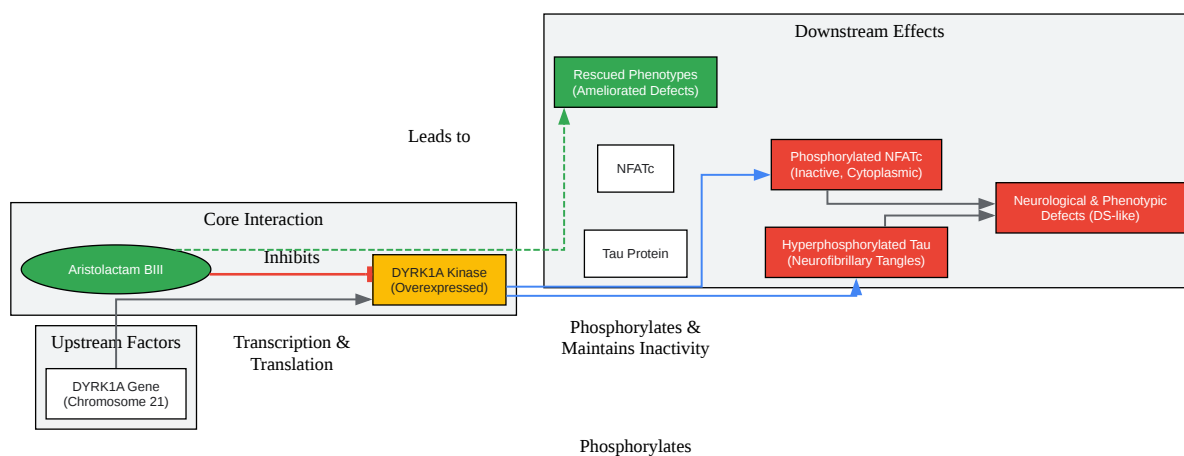 Downstream Effects
Rescued Phenotypes
(Ameliorated Defects)
Leads to
NFATc
Phosphorylated NFATc
(Inactive, Cytoplasmic)
Neurological & Phenotypic
Defects (DS-like)
Core Interaction
Tau Protein
Hyperphosphorylated Tau
(Neurofibrillary Tangles)
Aristolactam BIII
Inhibits
DYRK1A Kinase
(Overexpressed)
Upstream Factors
Transcription &
Translation
Phosphorylates &
Maintains Inactivity
DYRK1A Gene
(Chromosome 21)
Phosphorylates